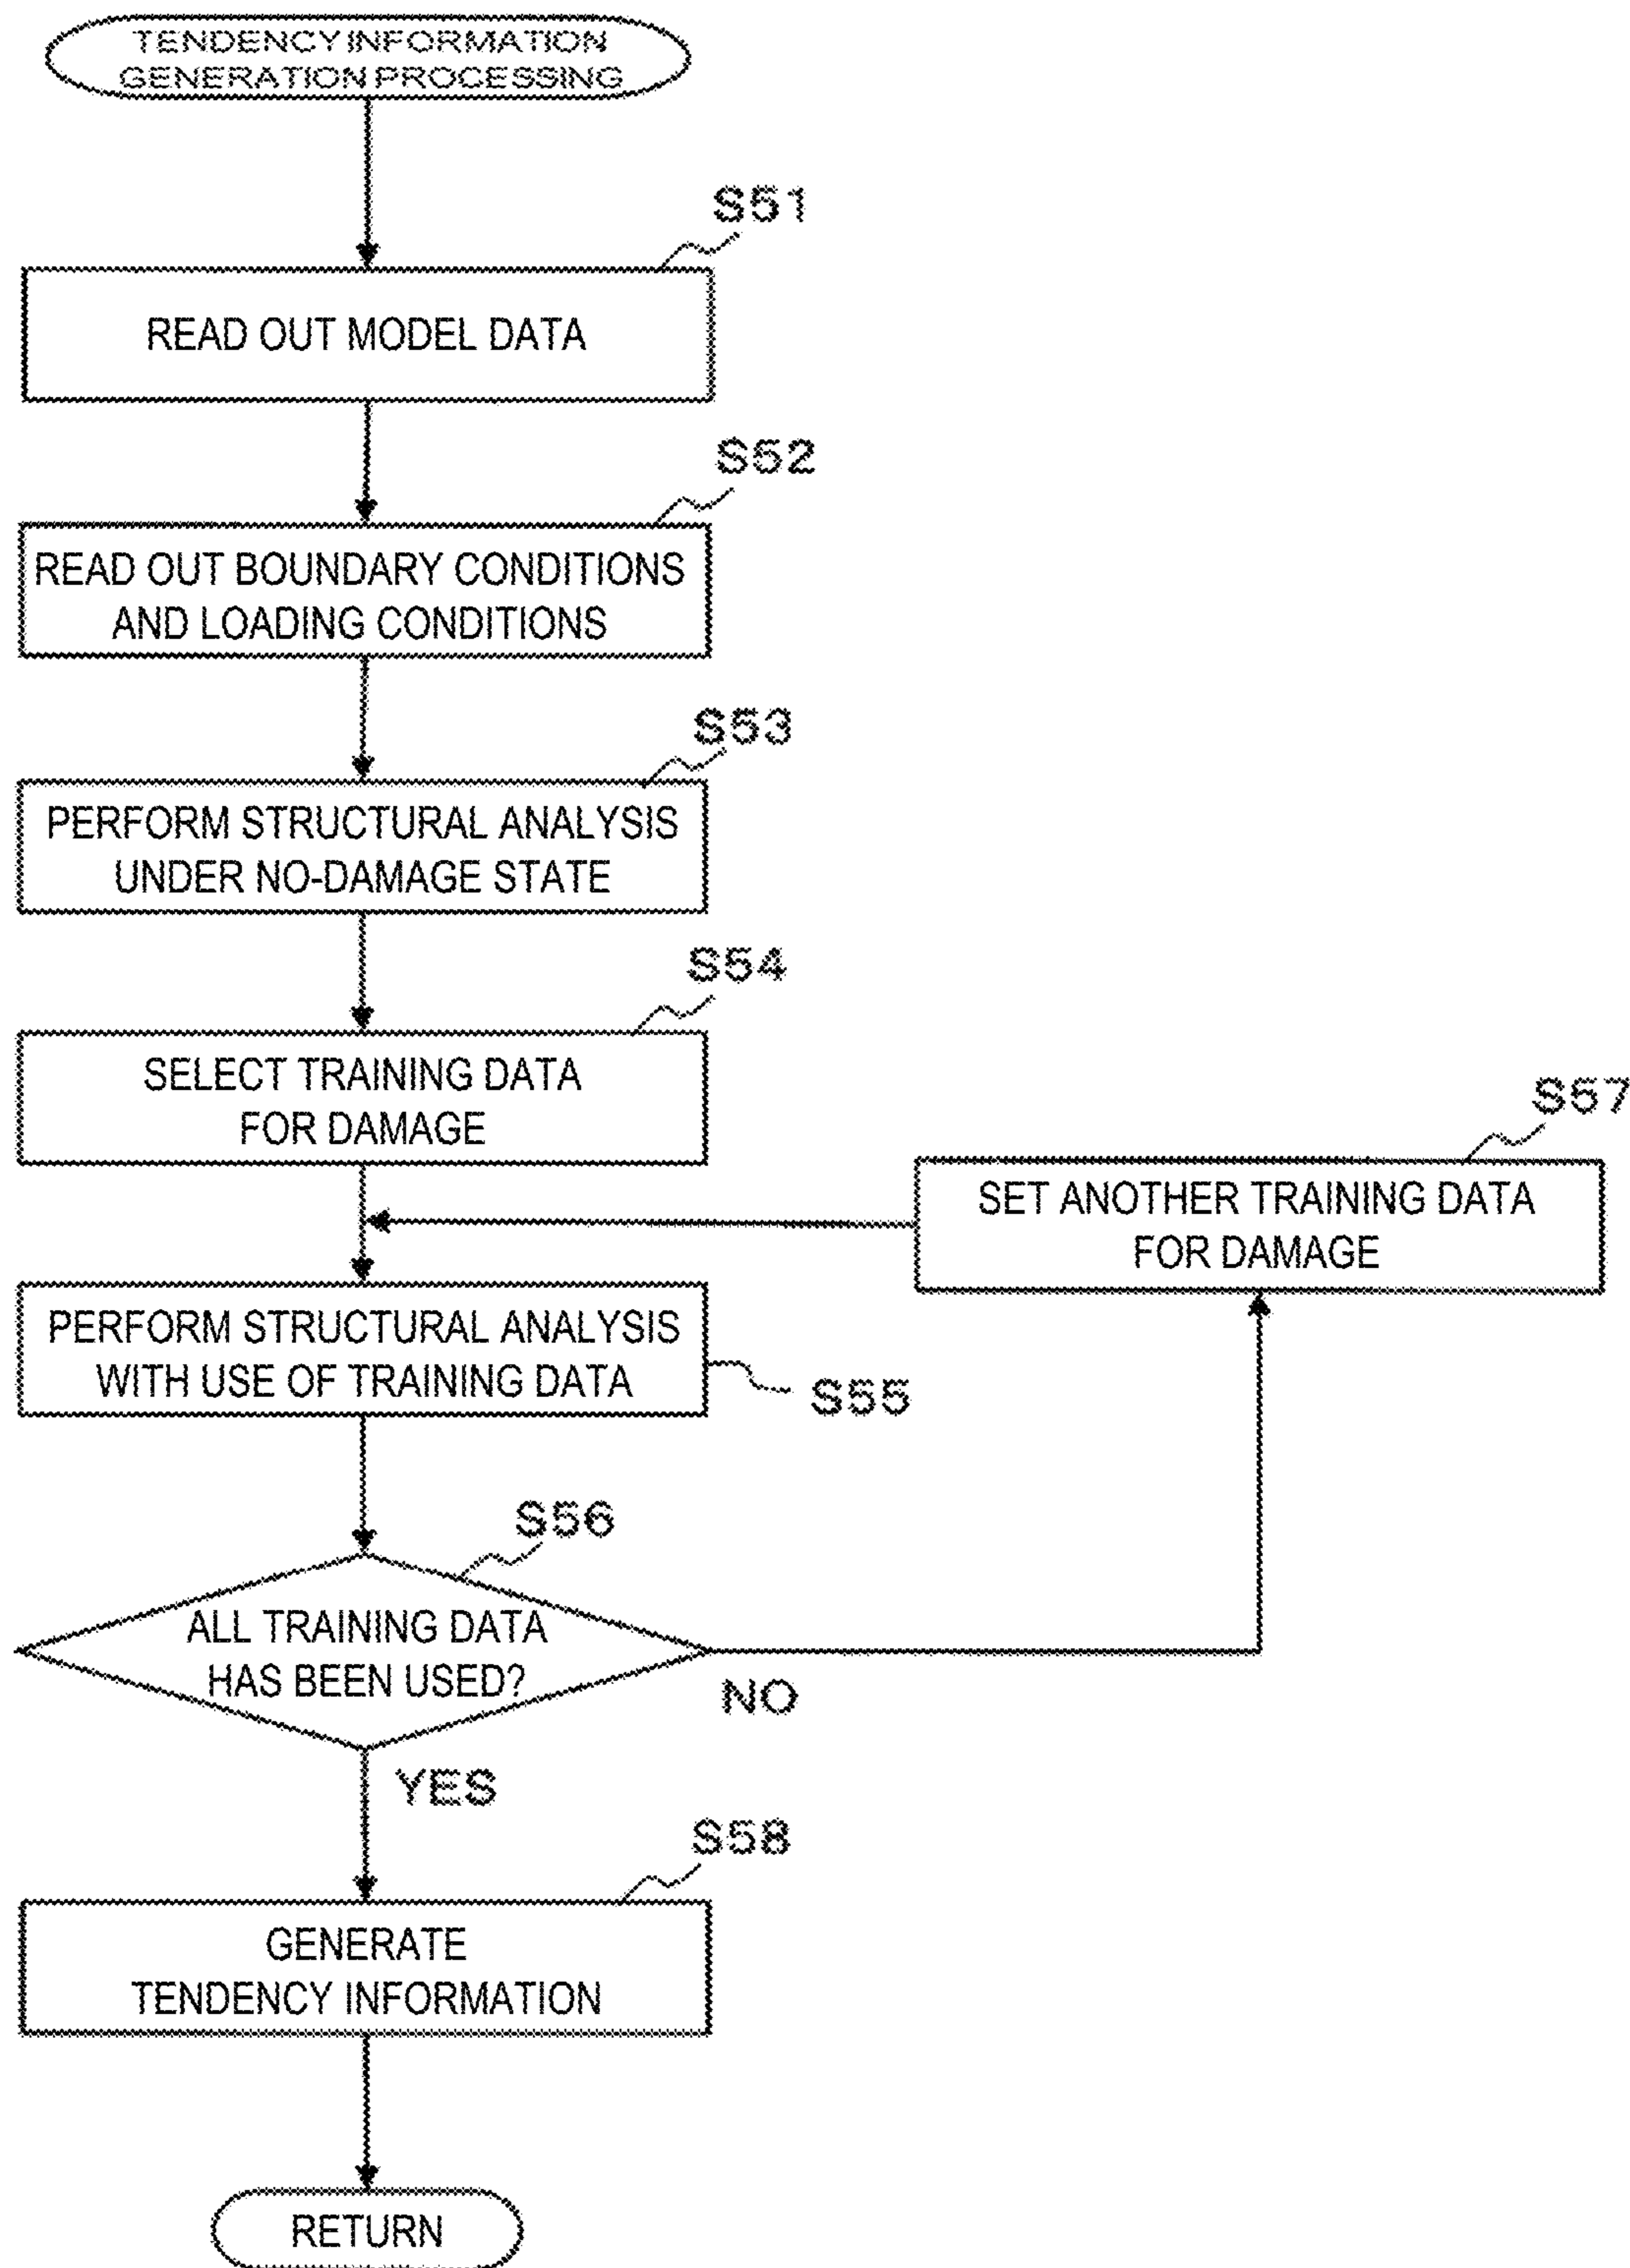 TENDENCY INFORMATION
GENERATION PROCESSING
S51
READ OUT MODEL DATA
S52
READ OUT BOUNDARY CONDITIONS
AND LOADING CONDITIONS
S53
PERFORM STRUCTURAL ANALYSIS
UNDER NO-DAMAGE STATE
S54
SELECT TRAINING DATA
FOR DAMAGE
S57
SET ANOTHER TRAINING DATA
FOR DAMAGE
PERFORM STRUCTURAL ANALYSIS
WITH USE OF TRAINING DATA
S55
S56
ALL TRAINING DATA
HAS BEEN USED?
NO
YES
S58
GENERATE
TENDENCY INFORMATION
RETURN